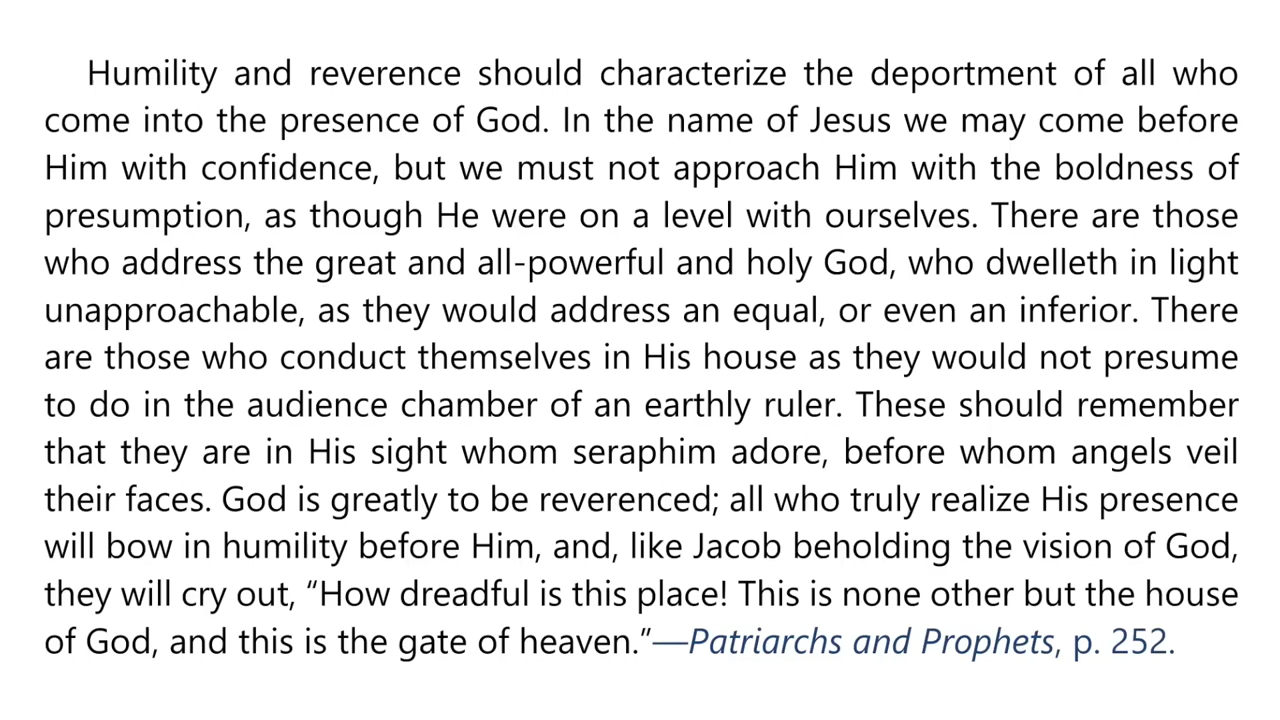 Humility and reverence should characterize the deportment of all who
come into the presence of God. In the name of Jesus we may come before
Him with confidence, but we must not approach Him with the boldness of
presumption, as though He were on a level with ourselves. There are those
who address the great and all-powerful and holy God, who dwelleth in light
unapproachable, as they would address an equal, or even an inferior. There
are those who conduct themselves in His house as they would not presume
to do in the audience chamber of an earthly ruler. These should remember
that they are in His sight whom seraphim adore, before whom angels veil
their faces. God is greatly to be reverenced; all who truly realize His presence
will bow in humility before Him, and, like Jacob beholding the vision of God,
they will cry out, “How dreadful is this place! This is none other but the house
of God, and this is the gate of heaven.”—Patriarchs and Prophets, p. 252.